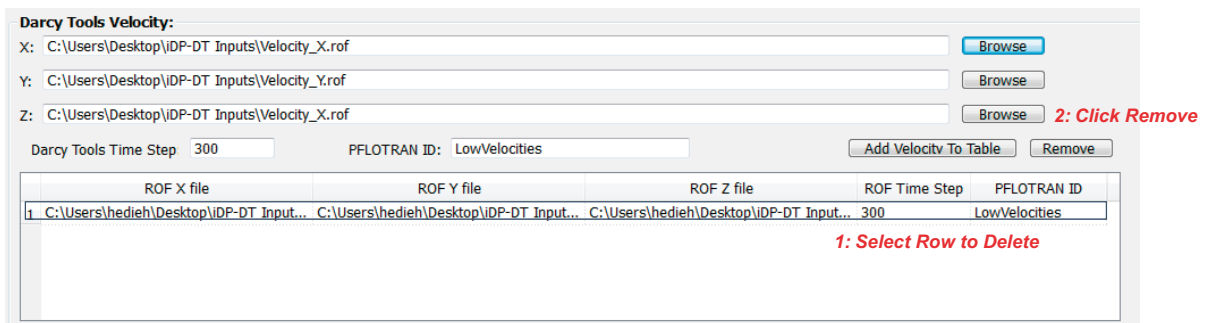 Darcy Tools Velocity:
X: C:\Users\Desktop\iDP-DT Inputs\Velocity_X.rof Browse
Y: C:\Users\Desktop\iDP-DT Inputs\Velocity_Y.rof Browse
Z: C:\Users\Desktop\iDP-DT Inputs\Velocity_X.rof Browse 2: Click Remove
Darcy Tools Time Step 300 PFLOTRAN ID: LowVelocities Add Velocity To Table Remove
ROF X file ROF Y file ROF Z file ROF Time Step PFLOTRAN ID
1 C:\Users\hedieh\Desktop\iDP-DT Input... C:\Users\hedieh\Desktop\iDP-DT Input... C:\Users\hedieh\Desktop\iDP-DT Input... 300 LowVelocities
1: Select Row to Delete